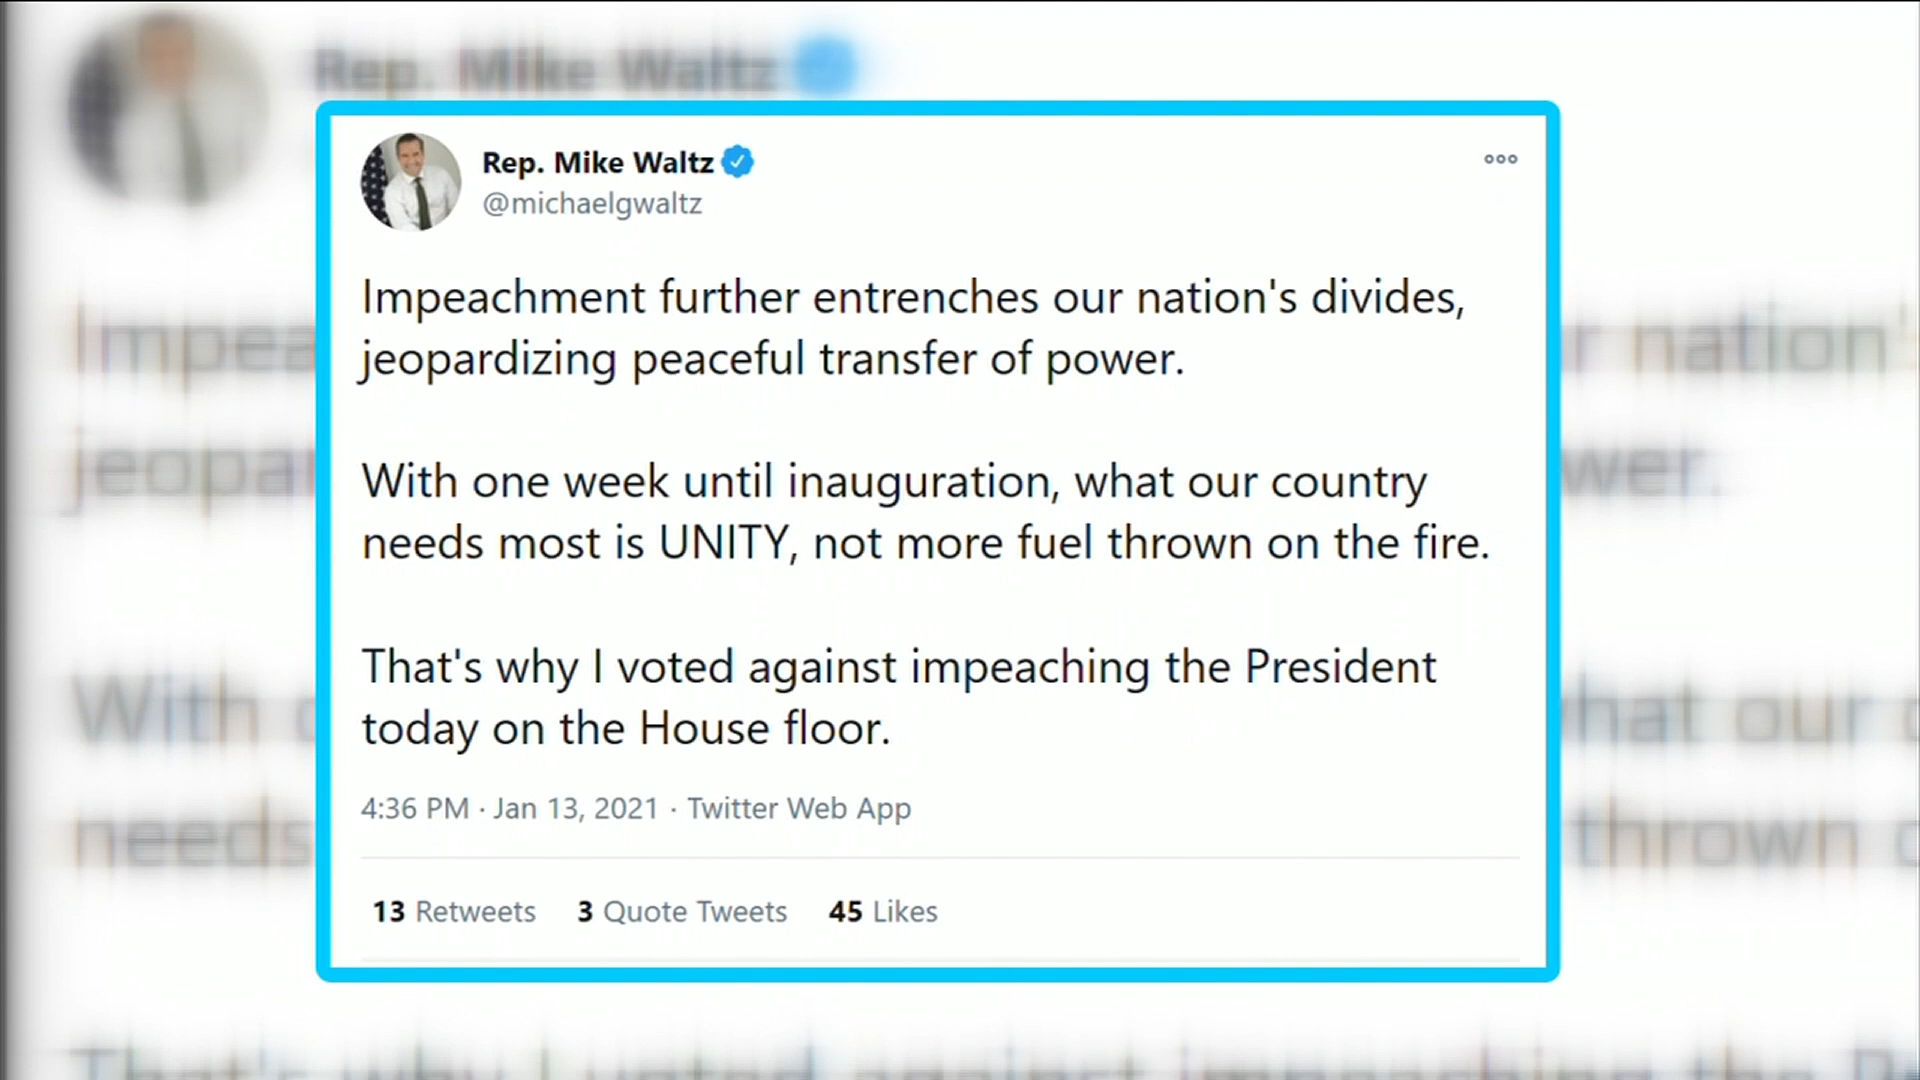 Rep. Mike Waltz
Rep. Mike Waltz
@michaelgwaltz
Impeachment further entrenches our nation's divides,
jeopardizing peaceful transfer of power.
With one week until inauguration, what our country
needs most is UNITY, not more fuel thrown on the fire.
That's why I voted against impeaching the President
today on the House floor.
4:36 PM · Jan 13, 2021 · Twitter Web App
13 Retweets 3 Quote Tweets 45 Likes